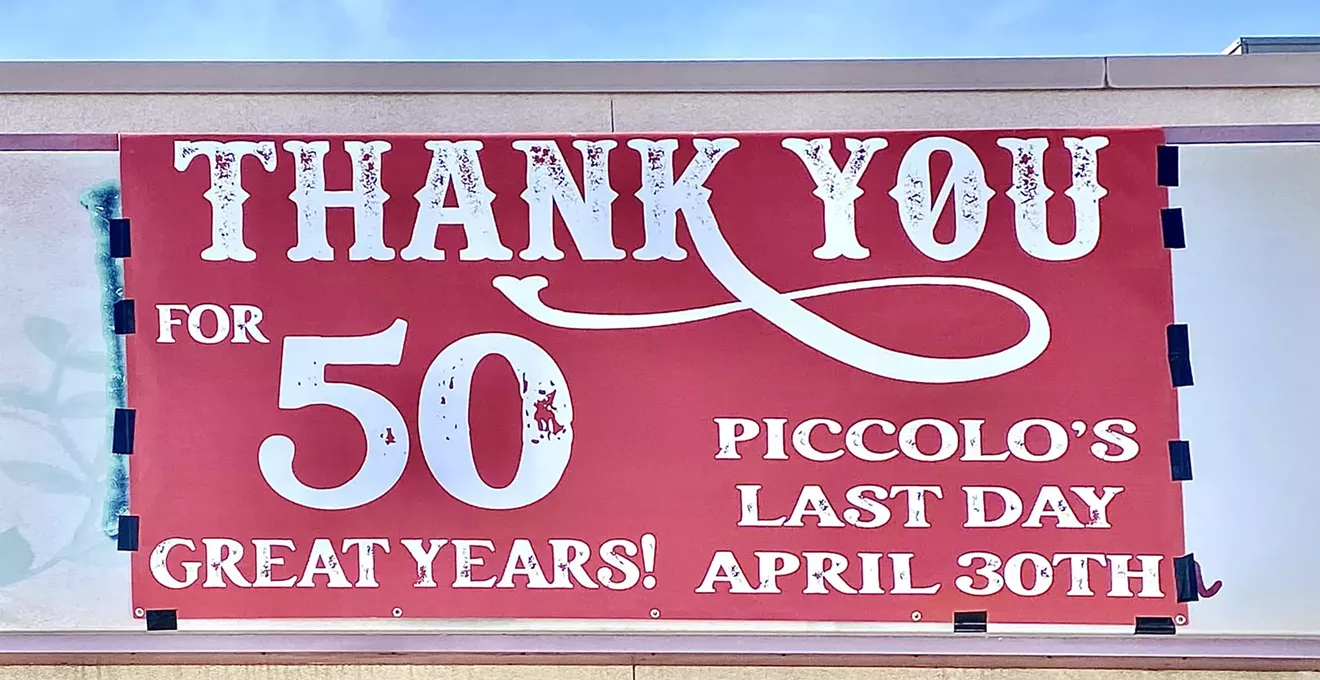 THANK YOU
FOR
50
GREAT YEARS!
PICCOLO'S
LAST DAY
APRIL 30TH